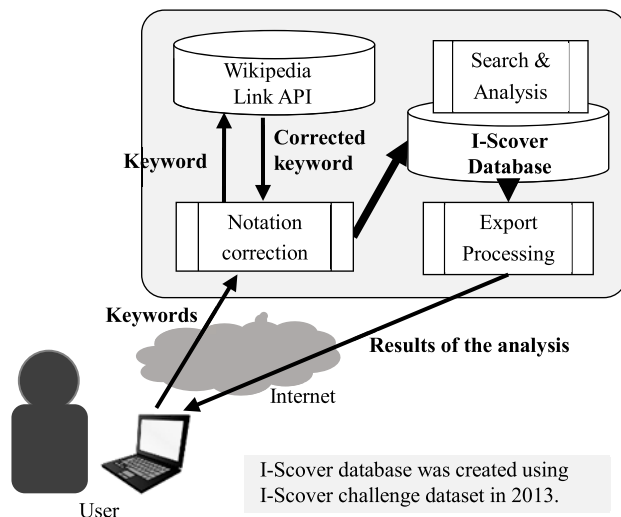 Wikipedia
Link API
Search &
Analysis
I-Scover
Database
Keyword
Corrected
keyword
Notation
correction
Export
Processing
Keywords
Results of the analysis
Internet
User
I-Scover database was created using
I-Scover challenge dataset in 2013.